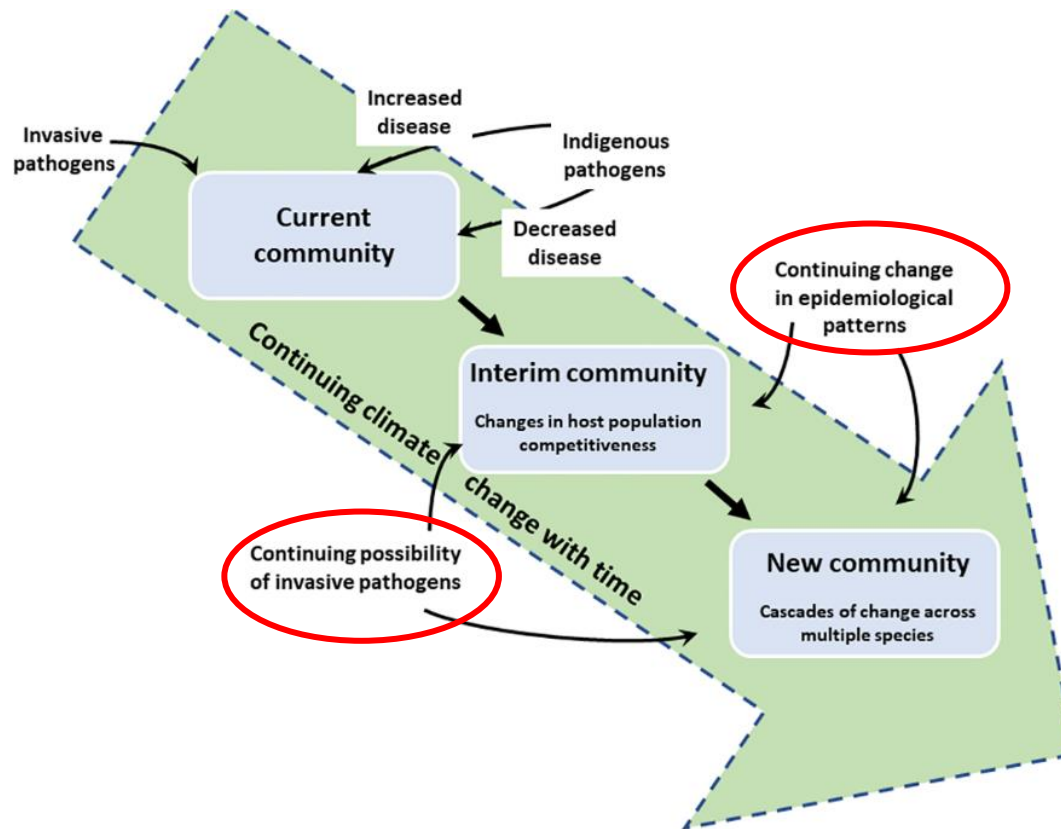 Increased
disease
Invasive
pathogens
Indigenous
pathogens
Current
community
Decreased
disease
Continuing change
in epidemiological
patterns
Interim community
Changes in host population
competitiveness
Continuing climate change with time
Continuing possibility
of invasive pathogens
New community
Cascades of change across
multiple species